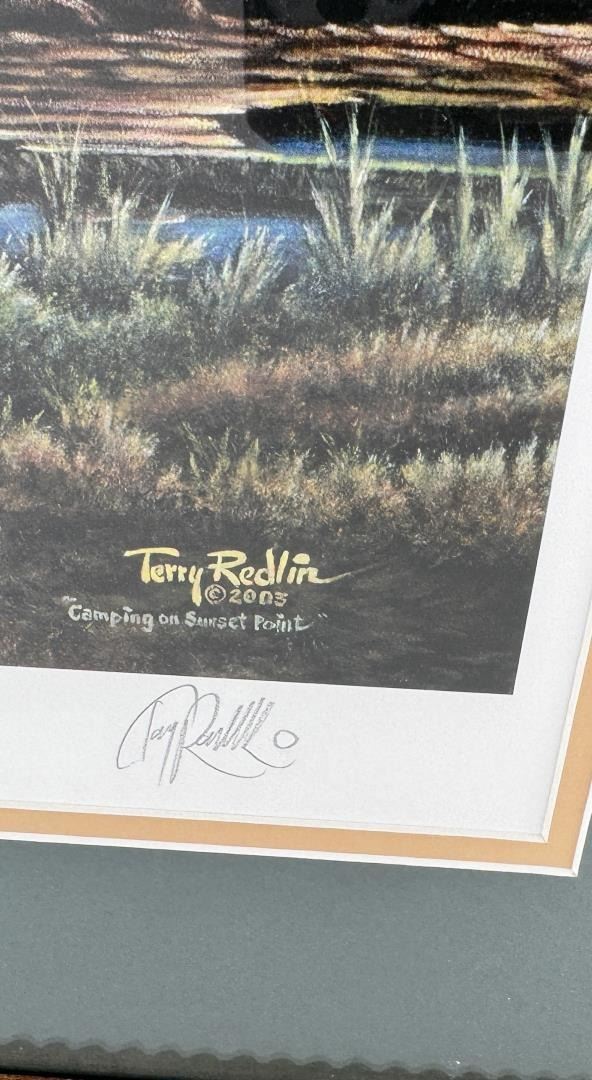 Terry Redlin
©2003
"Camping on Sunset Point"